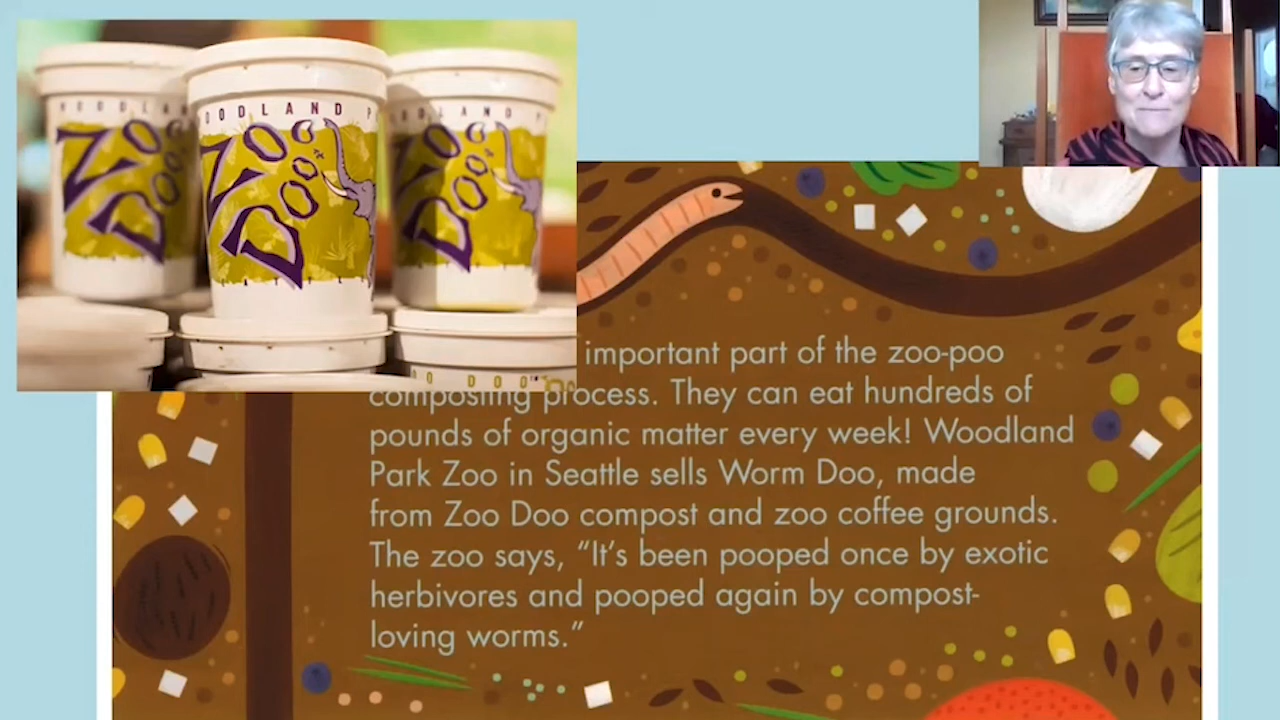 WOODLAN
OODLAND P
DLAND P
ZOO
DOO
ZOO
DOO
ZOO
DOO
important part of the zoo-poo
composting process. They can eat hundreds of
pounds of organic matter every week! Woodland
Park Zoo in Seattle sells Worm Doo, made
from Zoo Doo compost and zoo coffee grounds.
The zoo says, “It’s been pooped once by exotic
herbivores and pooped again by compost-
loving worms.”